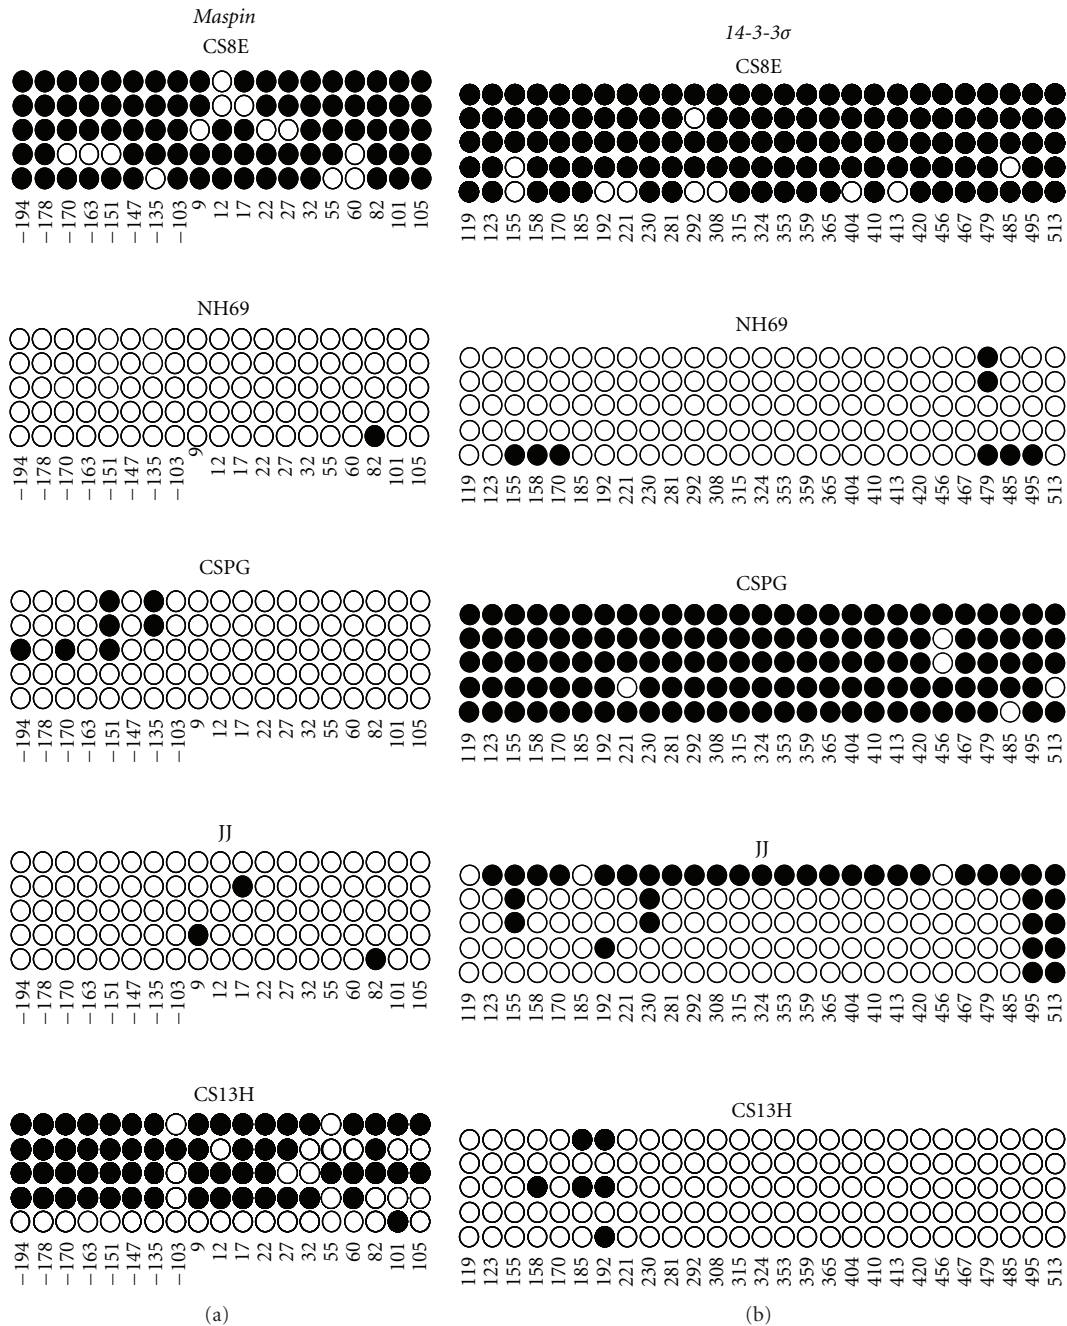 Maspin
CS8E
−194 −178 −170 −163 −151 −147 −135 −103 9 12 17 22 27 32 55 60 82 101 105
NH69
−194 −178 −170 −163 −151 −147 −135 −103 9 12 17 22 27 32 55 60 82 101 105
CSPG
−194 −178 −170 −163 −151 −147 −135 −103 9 12 17 22 27 32 55 60 82 101 105
JJ
−194 −178 −170 −163 −151 −147 −135 −103 9 12 17 22 27 32 55 60 82 101 105
CS13H
−194 −178 −170 −163 −151 −147 −135 −103 9 12 17 22 27 32 55 60 82 101 105
(a)
14-3-3σ
CS8E
119 123 155 158 170 185 192 221 230 281 292 308 315 324 353 359 365 404 410 413 420 456 467 479 485 495 513
NH69
119 123 155 158 170 185 192 221 230 281 292 308 315 324 353 359 365 404 410 413 420 456 467 479 485 495 513
CSPG
119 123 155 158 170 185 192 221 230 281 292 308 315 324 353 359 365 404 410 413 420 456 467 479 485 495 513
JJ
119 123 155 158 170 185 192 221 230 281 292 308 315 324 353 359 365 404 410 413 420 456 467 479 485 495 513
CS13H
119 123 155 158 170 185 192 221 230 281 292 308 315 324 353 359 365 404 410 413 420 456 467 479 485 495 513
(b)